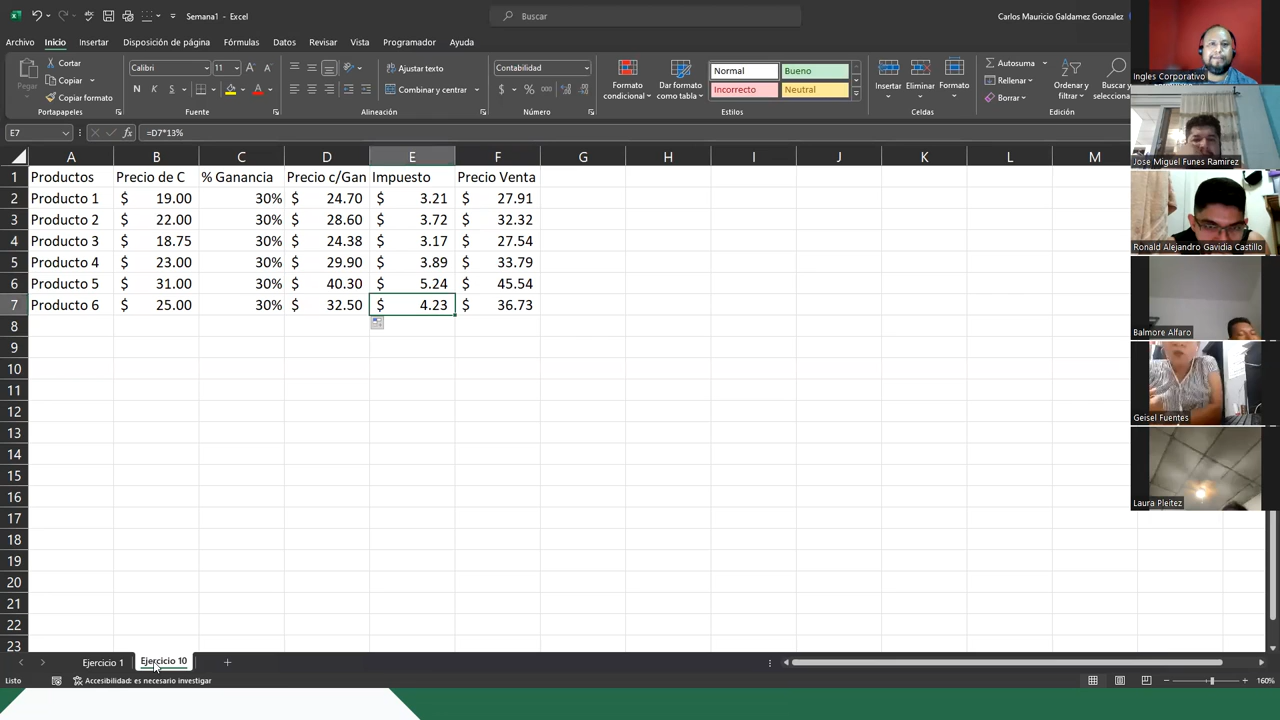 Semana1 - Excel
Buscar
Carlos Mauricio Galdamez Gonzalez
Archivo Inicio Insertar Disposición de página Fórmulas Datos Revisar Vista Programador Ayuda
Pegar
Cortar
Copiar
Copiar formato
Portapapeles
Calibri 11
N K S
Fuente
Ajustar texto
Combinar y centrar
Alineación
Contabilidad
$ % 000
Número
Formato condicional
Dar formato como tabla
Normal Bueno
Incorrecto Neutral
Estilos
Insertar Eliminar Formato
Celdas
Autosuma
Rellenar
Borrar
Ordenar y filtrar
Buscar y selecciona
Edición
E7 fx =D7*13%
A B C D E F G H I J K L M
1 Productos Precio de C % Ganancia Precio c/Gan Impuesto Precio Venta
2 Producto 1 $ 19.00 30% $ 24.70 $ 3.21 $ 27.91
3 Producto 2 $ 22.00 30% $ 28.60 $ 3.72 $ 32.32
4 Producto 3 $ 18.75 30% $ 24.38 $ 3.17 $ 27.54
5 Producto 4 $ 23.00 30% $ 29.90 $ 3.89 $ 33.79
6 Producto 5 $ 31.00 30% $ 40.30 $ 5.24 $ 45.54
7 Producto 6 $ 25.00 30% $ 32.50 $ 4.23 $ 36.73
8
9
10
11
12
13
14
15
16
17
18
19
20
21
22
23
Ejercicio 1 Ejercicio 10
Listo Accesibilidad: es necesario investigar 160%
Ingles Corporativo
Jose Miguel Funes Ramirez
Ronald Alejandro Gavidia Castillo
Balmore Alfaro
Geisel Fuentes
Laura Pleitez